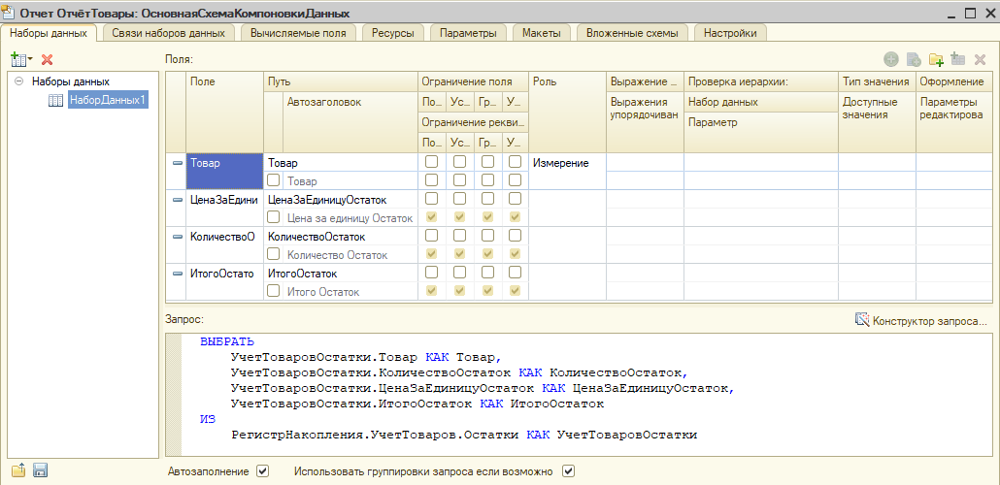 Отчет ОтчётТовары: ОсновнаяСхемаКомпоновкиДанных
Наборы данных Связи наборов данных Вычисляемые поля Ресурсы Параметры Макеты Вложенные схемы Настройки
Поля:
Наборы данных
НаборДанных1
Поле Путь Ограничение поля Роль Выражение ... Проверка иерархии: Тип значения Оформление
Автозаголовок По... Ус... Гр... У... Выражения упорядочиван Набор данных Доступные значения Параметры редактирова
Ограничение рекви... Параметр
По... Ус... Гр... У...
Товар Товар Измерение
Товар
ЦенаЗаЕдини ЦенаЗаЕдиницуОстаток
Цена за единицу Остаток
КоличествоО КоличествоОстаток
Количество Остаток
ИтогоОстато ИтогоОстаток
Итого Остаток
Запрос: Конструктор запроса...
ВЫБРАТЬ
УчетТоваровОстатки.Товар КАК Товар,
УчетТоваровОстатки.КоличествоОстаток КАК КоличествоОстаток,
УчетТоваровОстатки.ЦенаЗаЕдиницуОстаток КАК ЦенаЗаЕдиницуОстаток,
УчетТоваровОстатки.ИтогоОстаток КАК ИтогоОстаток
ИЗ
РегистрНакопления.УчетТоваров.Остатки КАК УчетТоваровОстатки
Автозаполнение Использовать группировки запроса если возможно